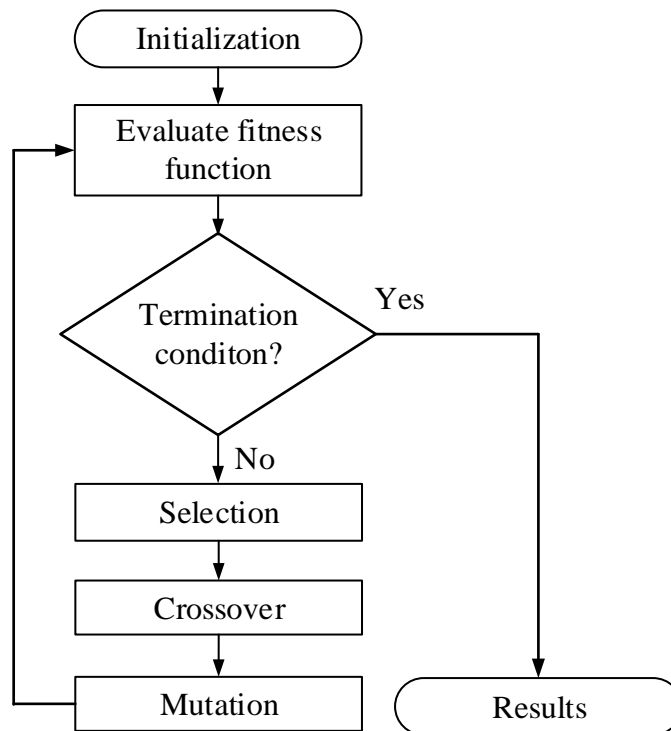 Initialization
Evaluate fitness
function
Yes
Termination
conditon?
No
Selection
Crossover
Mutation
Results